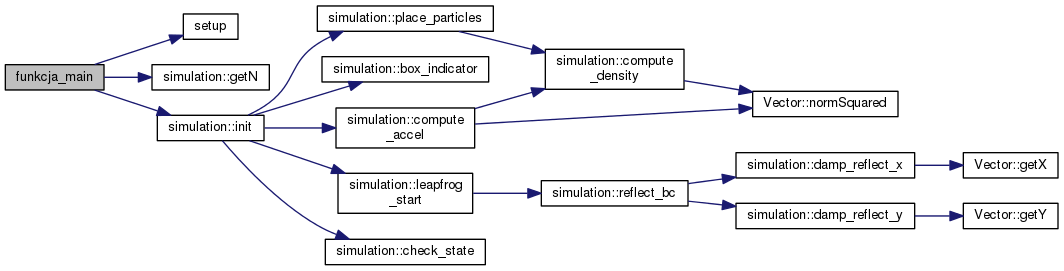 funkcja_main
setup
simulation::getN
simulation::init
simulation::place_particles
simulation::box_indicator
simulation::compute
_accel
simulation::leapfrog
_start
simulation::check_state
simulation::compute
_density
simulation::reflect_bc
Vector::normSquared
simulation::damp_reflect_x
simulation::damp_reflect_y
Vector::getX
Vector::getY